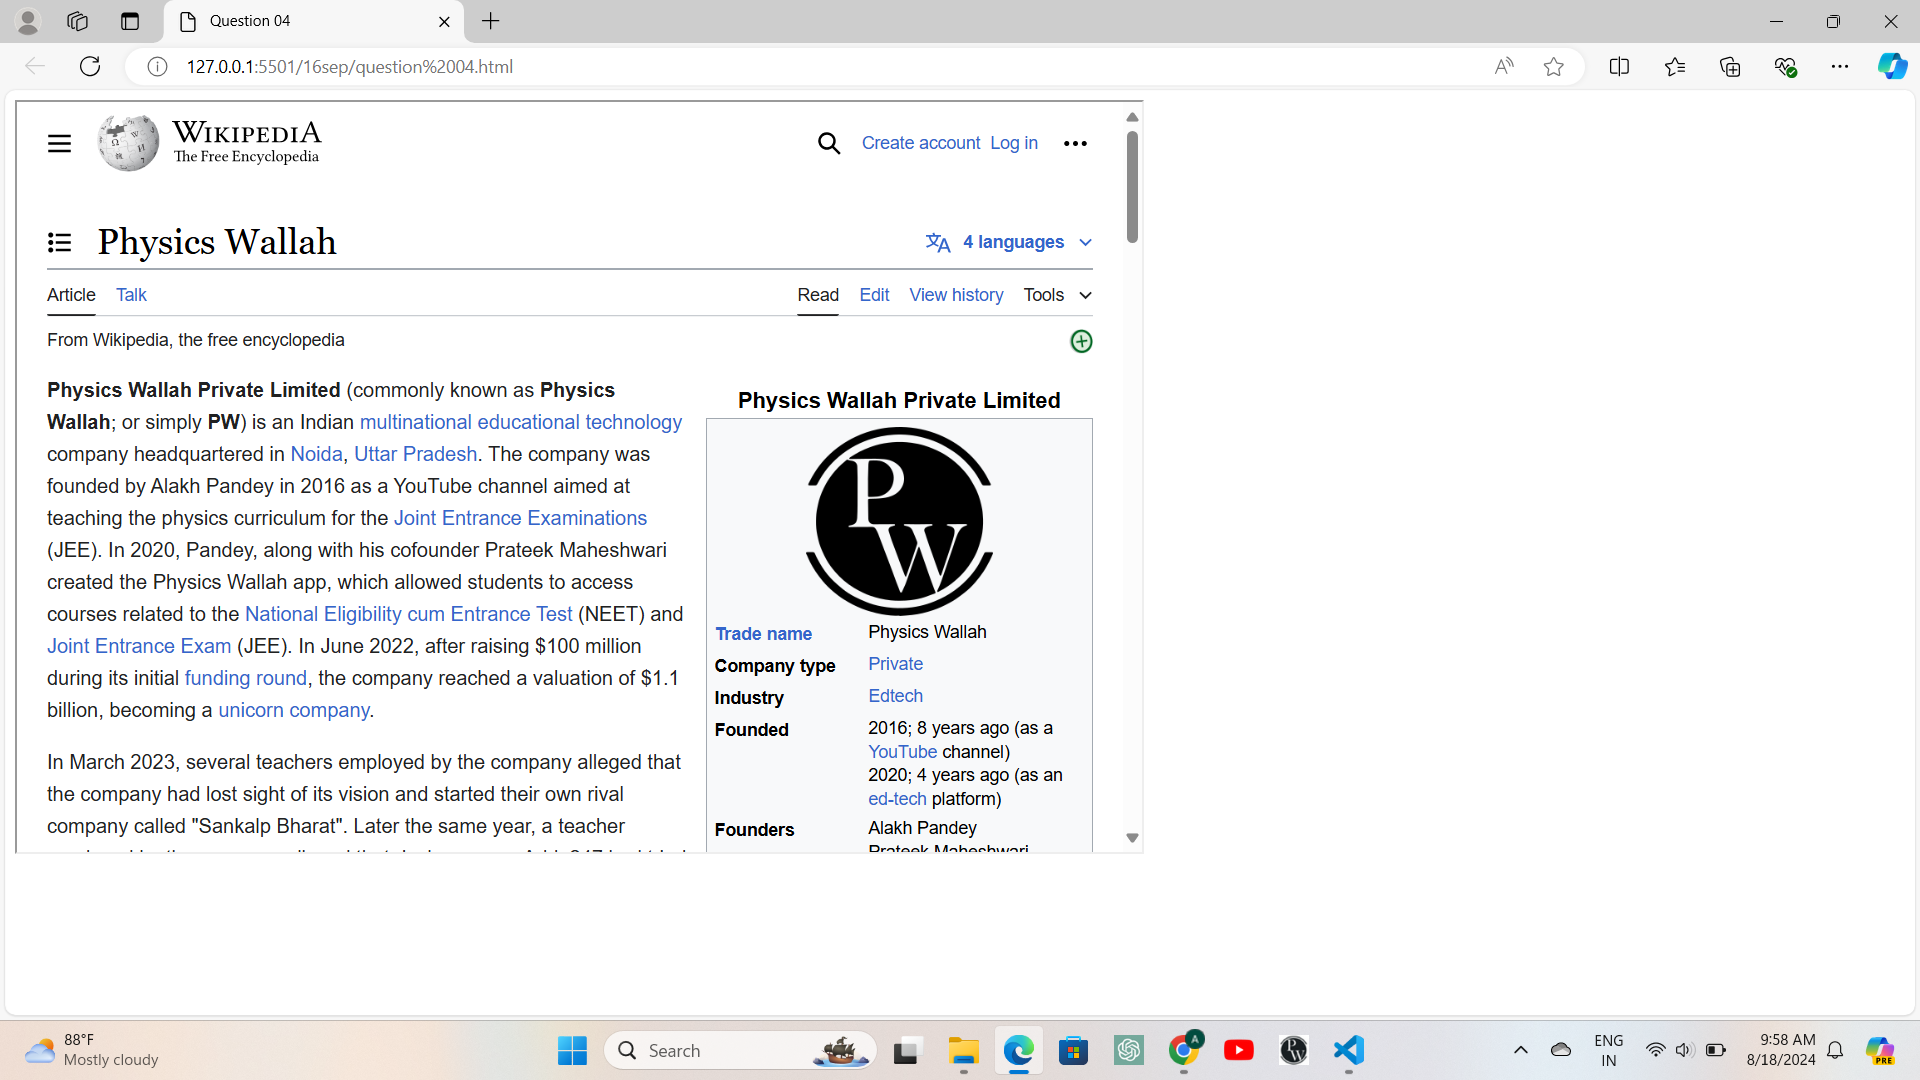 Question 04
127.0.0.1:5501/16sep/question%2004.html
WIKIPEDIA
The Free Encyclopedia
Create account Log in
Physics Wallah
4 languages
Article Talk Read Edit View history Tools
From Wikipedia, the free encyclopedia
Physics Wallah Private Limited (commonly known as Physics
Wallah; or simply PW) is an Indian multinational educational technology
company headquartered in Noida, Uttar Pradesh. The company was
founded by Alakh Pandey in 2016 as a YouTube channel aimed at
teaching the physics curriculum for the Joint Entrance Examinations
(JEE). In 2020, Pandey, along with his cofounder Prateek Maheshwari
created the Physics Wallah app, which allowed students to access
courses related to the National Eligibility cum Entrance Test (NEET) and
Joint Entrance Exam (JEE). In June 2022, after raising $100 million
during its initial funding round, the company reached a valuation of $1.1
billion, becoming a unicorn company.
In March 2023, several teachers employed by the company alleged that
the company had lost sight of its vision and started their own rival
company called "Sankalp Bharat". Later the same year, a teacher
Physics Wallah Private Limited
PW
Trade name Physics Wallah
Company type Private
Industry Edtech
Founded 2016; 8 years ago (as a
YouTube channel)
2020; 4 years ago (as an
ed-tech platform)
Founders Alakh Pandey
Prateek Maheshwari
88°F
Mostly cloudy
Search
A
PW
ENG
IN
9:58 AM
8/18/2024
PRE